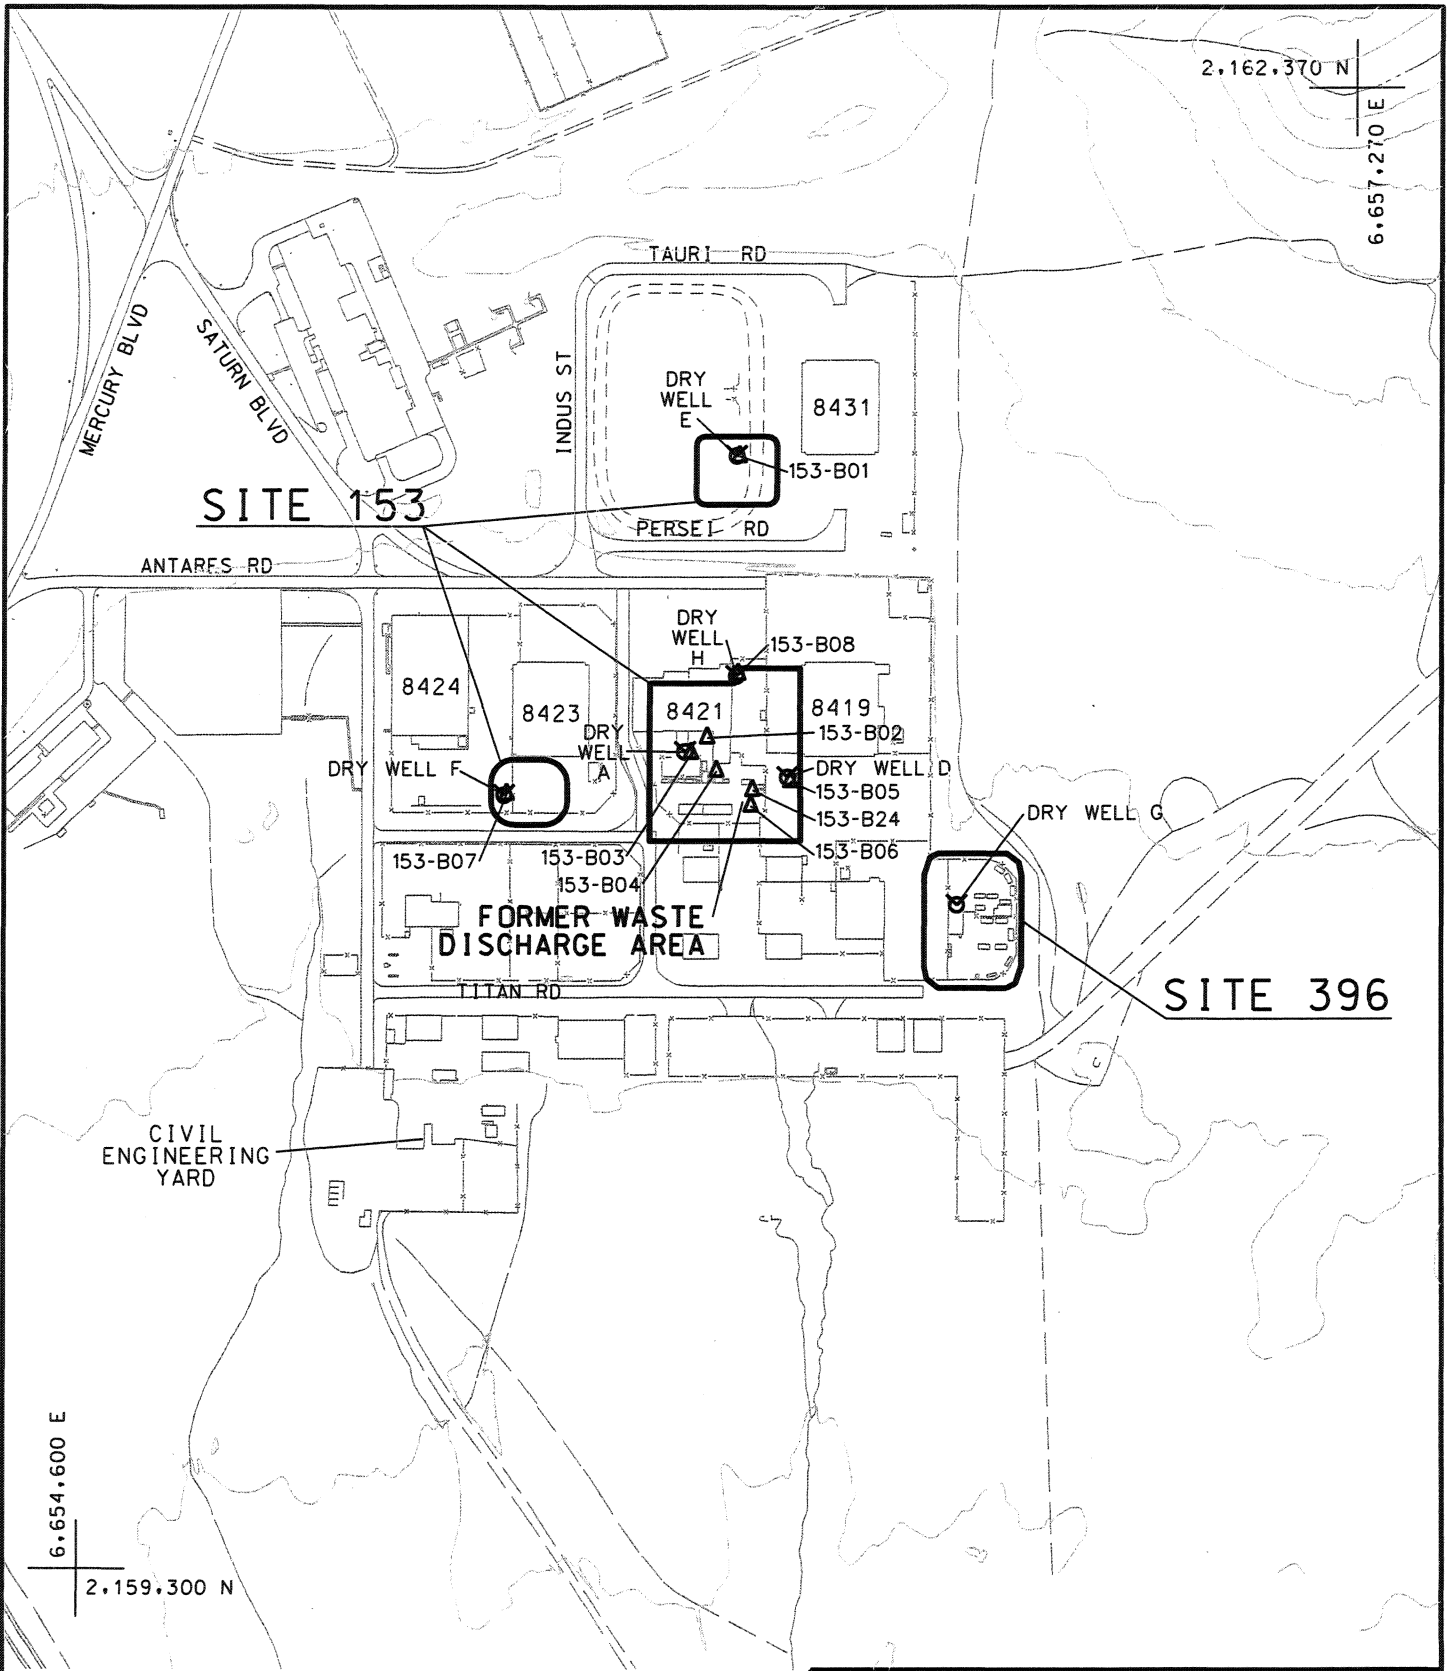 2,162,370 N
6,657,270 E
TAURI RD
MERCURY BLVD
SATURN BLVD
INDUS ST
DRY
WELL
E
8431
153-B01
SITE 153
PERSEI RD
ANTARES RD
DRY
WELL
H
153-B08
8424
8423
8421
8419
153-B02
DRY
WELL
A
DRY WELL F
DRY WELL D
153-B05
153-B24
DRY WELL G
153-B06
153-B07
153-B03
153-B04
FORMER WASTE
DISCHARGE AREA
TITAN RD
SITE 396
CIVIL
ENGINEERING
YARD
6,654,600 E
2,159,300 N